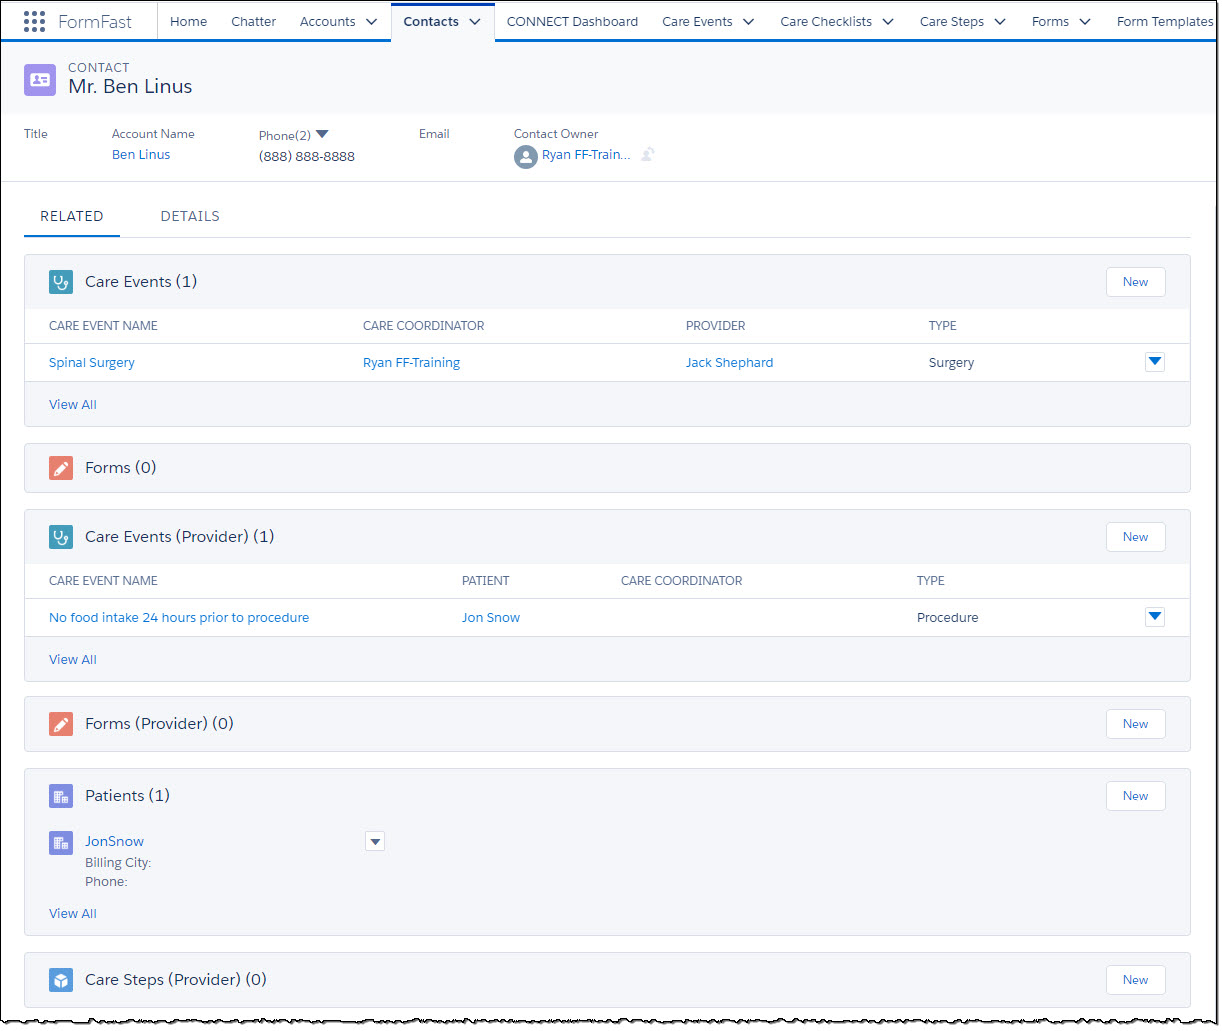 FormFast Home Chatter Accounts Contacts CONNECT Dashboard Care Events Care Checklists Care Steps Forms Form Templates
CONTACT
Mr. Ben Linus
Title Account Name Phone(2) Email Contact Owner
Ben Linus (888) 888-8888 Ryan FF-Train...
RELATED DETAILS
Care Events (1) New
CARE EVENT NAME CARE COORDINATOR PROVIDER TYPE
Spinal Surgery Ryan FF-Training Jack Shephard Surgery
View All
Forms (0)
Care Events (Provider) (1) New
CARE EVENT NAME PATIENT CARE COORDINATOR TYPE
No food intake 24 hours prior to procedure Jon Snow Procedure
View All
Forms (Provider) (0) New
Patients (1) New
JonSnow
Billing City:
Phone:
View All
Care Steps (Provider) (0) New